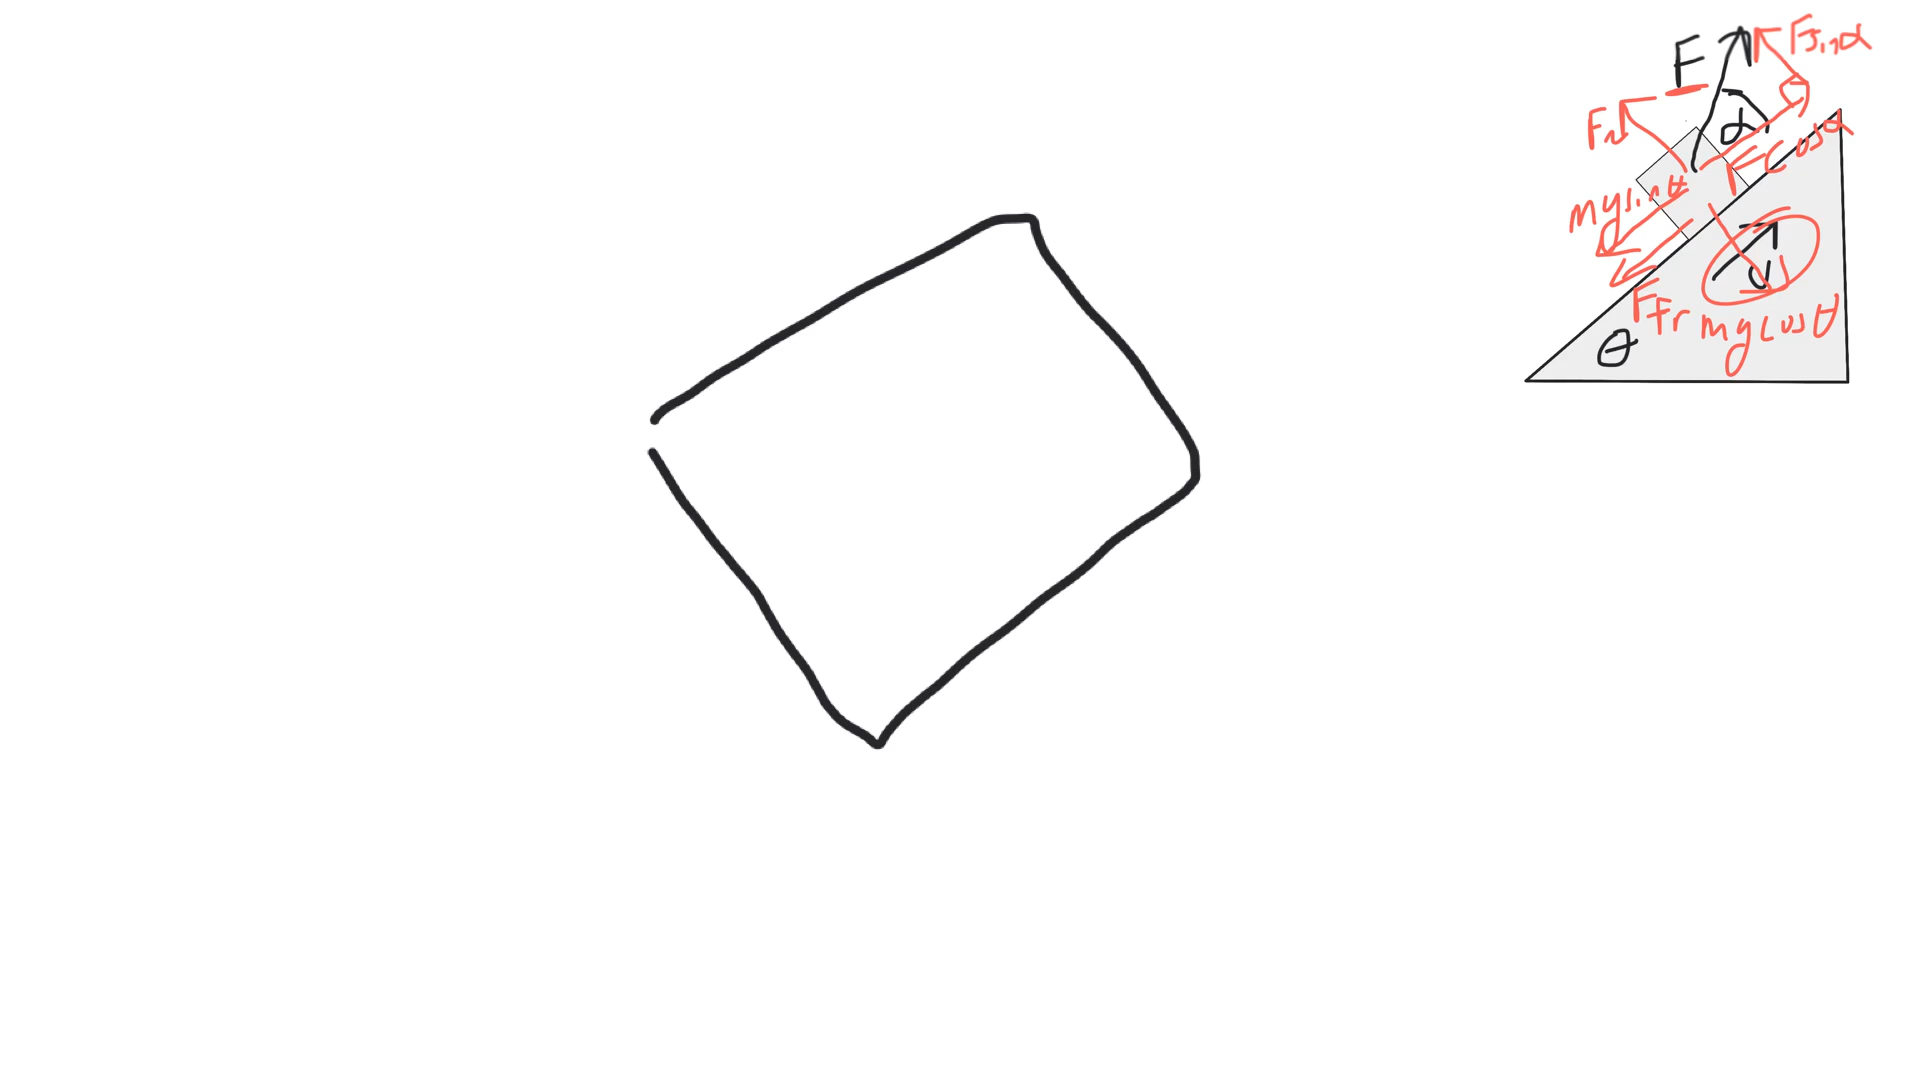 F
Fsinα
FN
α
Fcosα
mgsinθ
a
FFr
mgcosθ
θ